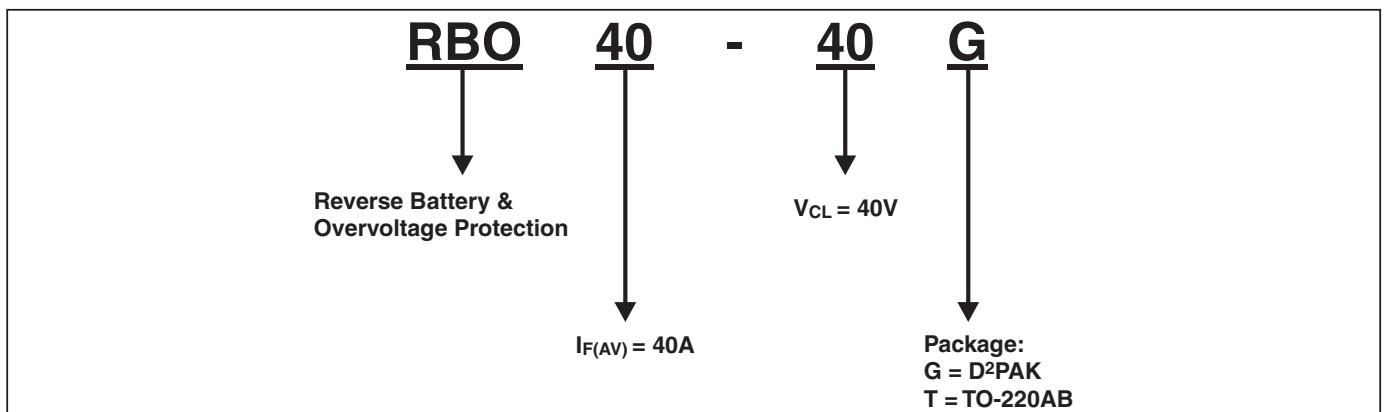 RBO 40 - 40 G
Reverse Battery &
Overvoltage Protection
IF(AV) = 40A
VCL = 40V
Package:
G = D²PAK
T = TO-220AB